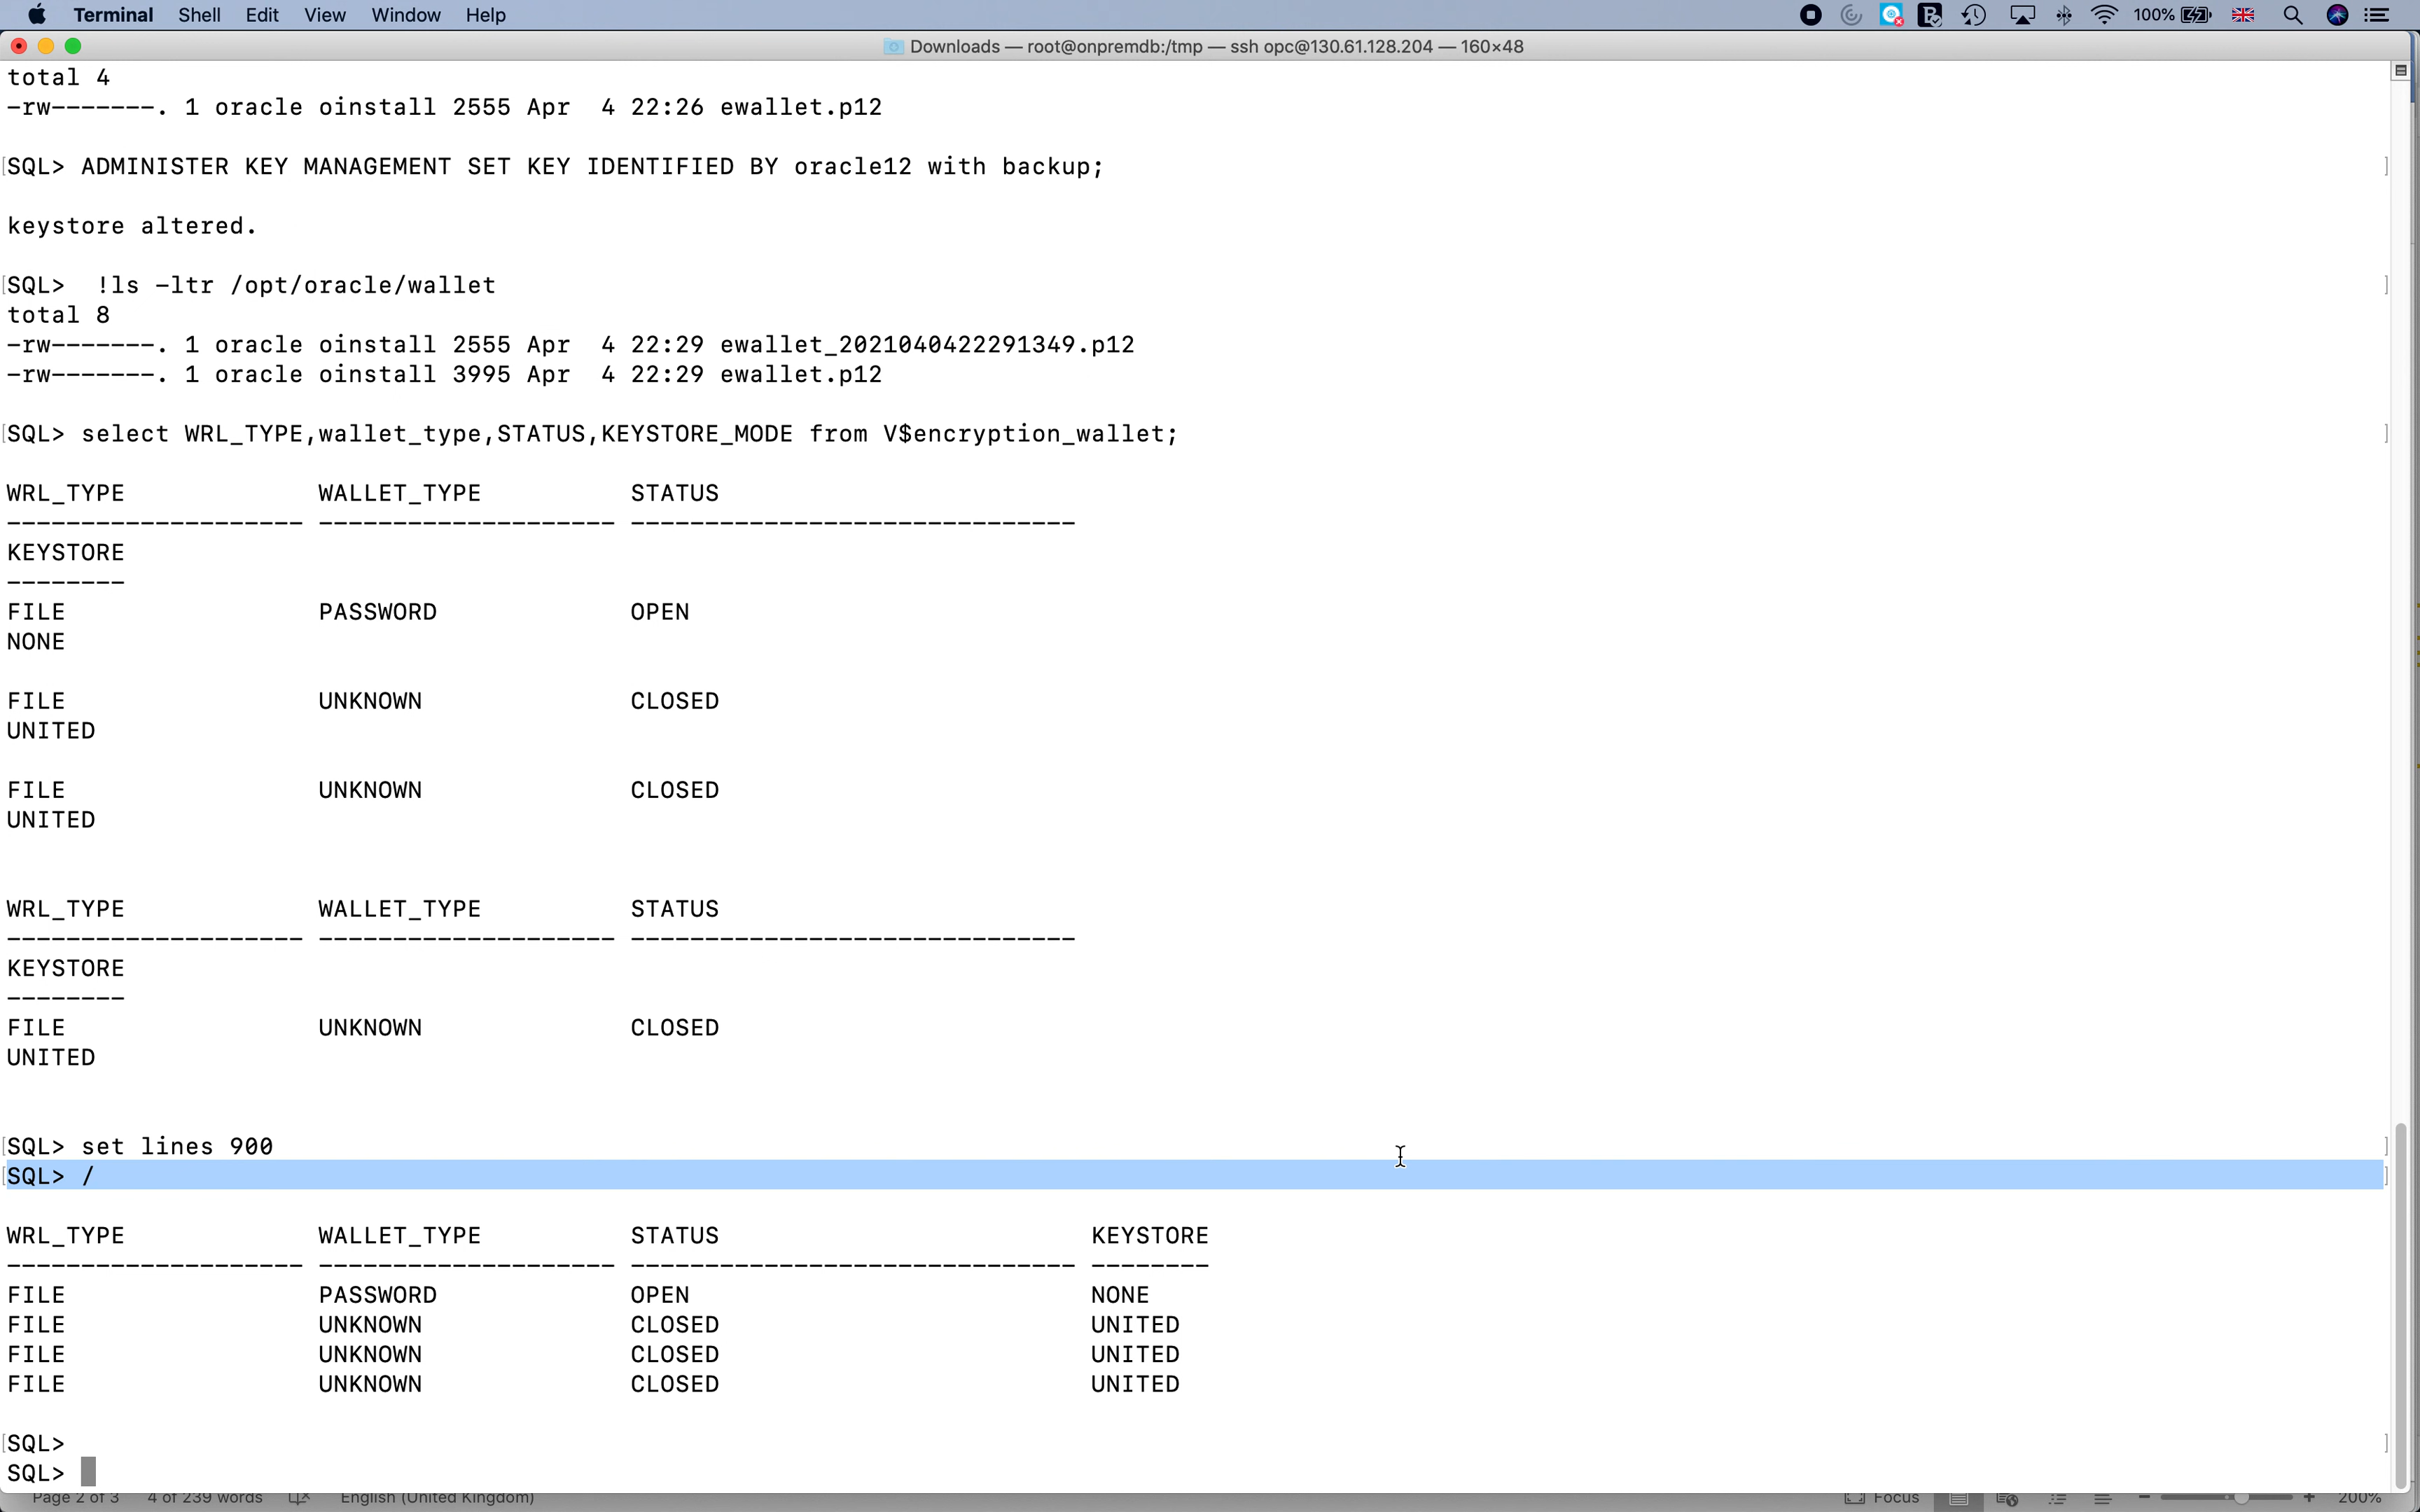 Terminal Shell Edit View Window Help 100%
Downloads — root@onpremdb:/tmp — ssh opc@130.61.128.204 — 160×48
total 4
-rw-------. 1 oracle oinstall 2555 Apr  4 22:26 ewallet.p12
[SQL> ADMINISTER KEY MANAGEMENT SET KEY IDENTIFIED BY oracle12 with backup; ]
keystore altered.
[SQL>  !ls -ltr /opt/oracle/wallet ]
total 8
-rw-------. 1 oracle oinstall 2555 Apr  4 22:29 ewallet_2021040422291349.p12
-rw-------. 1 oracle oinstall 3995 Apr  4 22:29 ewallet.p12
[SQL> select WRL_TYPE,wallet_type,STATUS,KEYSTORE_MODE from V$encryption_wallet; ]
WRL_TYPE WALLET_TYPE STATUS
-------------------- -------------------- ------------------------------
KEYSTORE
--------
FILE PASSWORD OPEN
NONE
FILE UNKNOWN CLOSED
UNITED
FILE UNKNOWN CLOSED
UNITED
WRL_TYPE WALLET_TYPE STATUS
-------------------- -------------------- ------------------------------
KEYSTORE
--------
FILE UNKNOWN CLOSED
UNITED
[SQL> set lines 900 ]
[SQL> / ]
WRL_TYPE WALLET_TYPE STATUS KEYSTORE
-------------------- -------------------- ------------------------------ --------
FILE PASSWORD OPEN NONE
FILE UNKNOWN CLOSED UNITED
FILE UNKNOWN CLOSED UNITED
FILE UNKNOWN CLOSED UNITED
[SQL> ]
SQL>
Page 2 of 3 4 of 239 words English (United Kingdom) Focus 200%